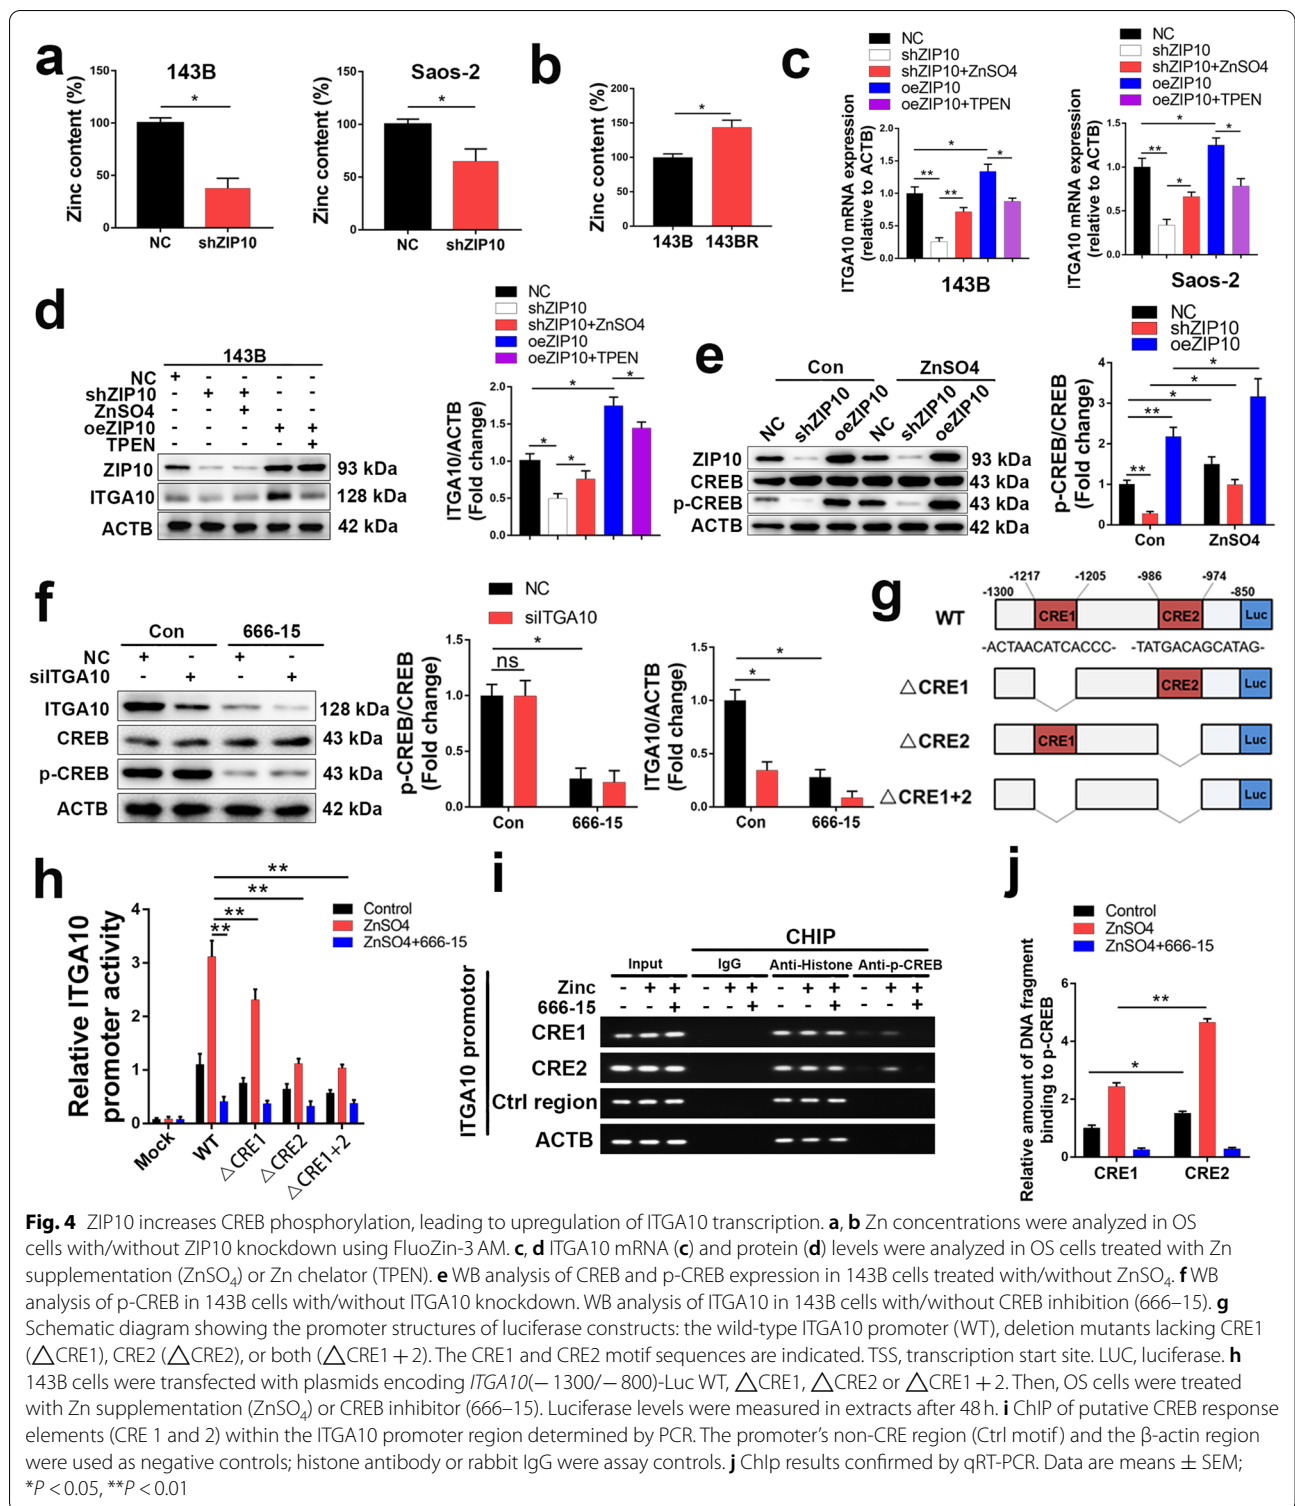 a
143B
Zinc content (%)
150
100
50
0
*
NC shZIP10
Saos-2
Zinc content (%)
150
100
50
0
*
NC shZIP10
b
Zinc content (%)
200
150
100
50
0
*
143B 143BR
c
NC
shZIP10
shZIP10+ZnSO4
oeZIP10
oeZIP10+TPEN
ITGA10 mRNA expression
(relative to ACTB)
1.5
1.0
0.5
0.0
** ** * *
143B
NC
shZIP10
shZIP10+ZnSO4
oeZIP10
oeZIP10+TPEN
ITGA10 mRNA expression
(relative to ACTB)
1.5
1.0
0.5
0.0
** * * *
Saos-2
d
143B
NC + - - - -
shZIP10 - + + - -
ZnSO4 - - + - -
oeZIP10 - - - + +
TPEN - - - - +
ZIP10 93 kDa
ITGA10 128 kDa
ACTB 42 kDa
NC
shZIP10
shZIP10+ZnSO4
oeZIP10
oeZIP10+TPEN
ITGA10/ACTB
(Fold change)
2.0
1.5
1.0
0.5
0.0
* * * *
e
Con ZnSO4
NC shZIP10 oeZIP10 NC shZIP10 oeZIP10
ZIP10 93 kDa
CREB 43 kDa
p-CREB 43 kDa
ACTB 42 kDa
NC
shZIP10
oeZIP10
p-CREB/CREB
(Fold change)
4
3
2
1
0
** ** * * *
Con ZnSO4
f
Con 666-15
NC + - + -
siITGA10 - + - +
ITGA10 128 kDa
CREB 43 kDa
p-CREB 43 kDa
ACTB 42 kDa
NC
siITGA10
p-CREB/CREB
(Fold change)
1.5
1.0
0.5
0.0
ns *
Con 666-15
ITGA10/ACTB
(Fold change)
1.5
1.0
0.5
0.0
* *
Con 666-15
g
-1300 -1217 -1205 -986 -974 -850
WT CRE1 CRE2 Luc
-ACTAACATCACCC- -TATGACAGCATAG-
△CRE1 CRE2 Luc
△CRE2 CRE1 Luc
△CRE1+2 Luc
h
Relative ITGA10
promoter activity
4
3
2
1
0
** ** ** **
Control
ZnSO4
ZnSO4+666-15
Mock WT △CRE1 △CRE2 △CRE1+2
i
CHIP
Input IgG Anti-Histone Anti-p-CREB
Zinc - + + - + + - + + - + +
666-15 - - + - - + - - + - - +
ITGA10 promotor
CRE1
CRE2
Ctrl region
ACTB
j
Control
ZnSO4
ZnSO4+666-15
Relative amount of DNA fragment
binding to p-CREB
6
4
2
0
* **
CRE1 CRE2
Fig. 4 ZIP10 increases CREB phosphorylation, leading to upregulation of ITGA10 transcription. a, b Zn concentrations were analyzed in OS
cells with/without ZIP10 knockdown using FluoZin-3 AM. c, d ITGA10 mRNA (c) and protein (d) levels were analyzed in OS cells treated with Zn
supplementation (ZnSO₄) or Zn chelator (TPEN). e WB analysis of CREB and p-CREB expression in 143B cells treated with/without ZnSO₄. f WB
analysis of p-CREB in 143B cells with/without ITGA10 knockdown. WB analysis of ITGA10 in 143B cells with/without CREB inhibition (666–15). g
Schematic diagram showing the promoter structures of luciferase constructs: the wild-type ITGA10 promoter (WT), deletion mutants lacking CRE1
(△CRE1), CRE2 (△CRE2), or both (△CRE1 + 2). The CRE1 and CRE2 motif sequences are indicated. TSS, transcription start site. LUC, luciferase. h
143B cells were transfected with plasmids encoding ITGA10(− 1300/− 800)-Luc WT, △CRE1, △CRE2 or △CRE1 + 2. Then, OS cells were treated
with Zn supplementation (ZnSO₄) or CREB inhibitor (666–15). Luciferase levels were measured in extracts after 48 h. i ChIP of putative CREB response
elements (CRE 1 and 2) within the ITGA10 promoter region determined by PCR. The promoter's non-CRE region (Ctrl motif) and the β-actin region
were used as negative controls; histone antibody or rabbit IgG were assay controls. j ChIp results confirmed by qRT-PCR. Data are means ± SEM;
*P < 0.05, **P < 0.01